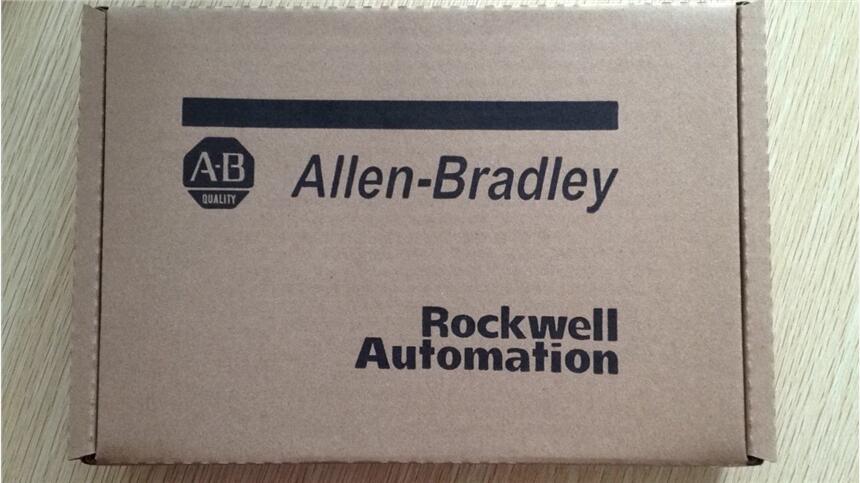 A-B
QUALITY
Allen-Bradley
Rockwell
Automation